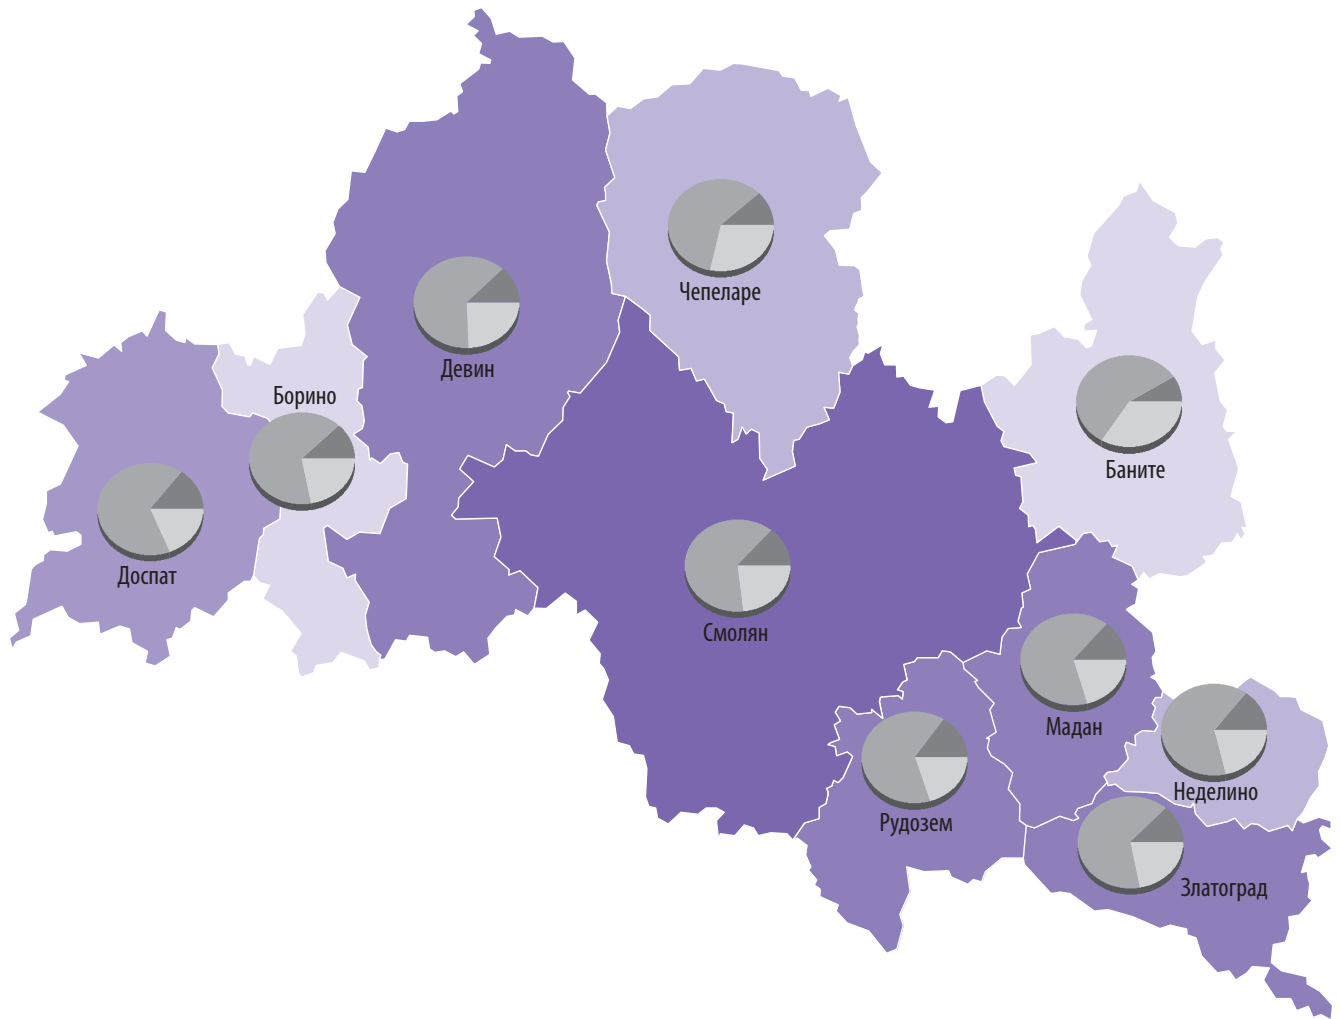 Чепеларе
Девин
Борино
Баните
Доспат
Смолян
Мадан
Неделино
Рудозем
Златоград